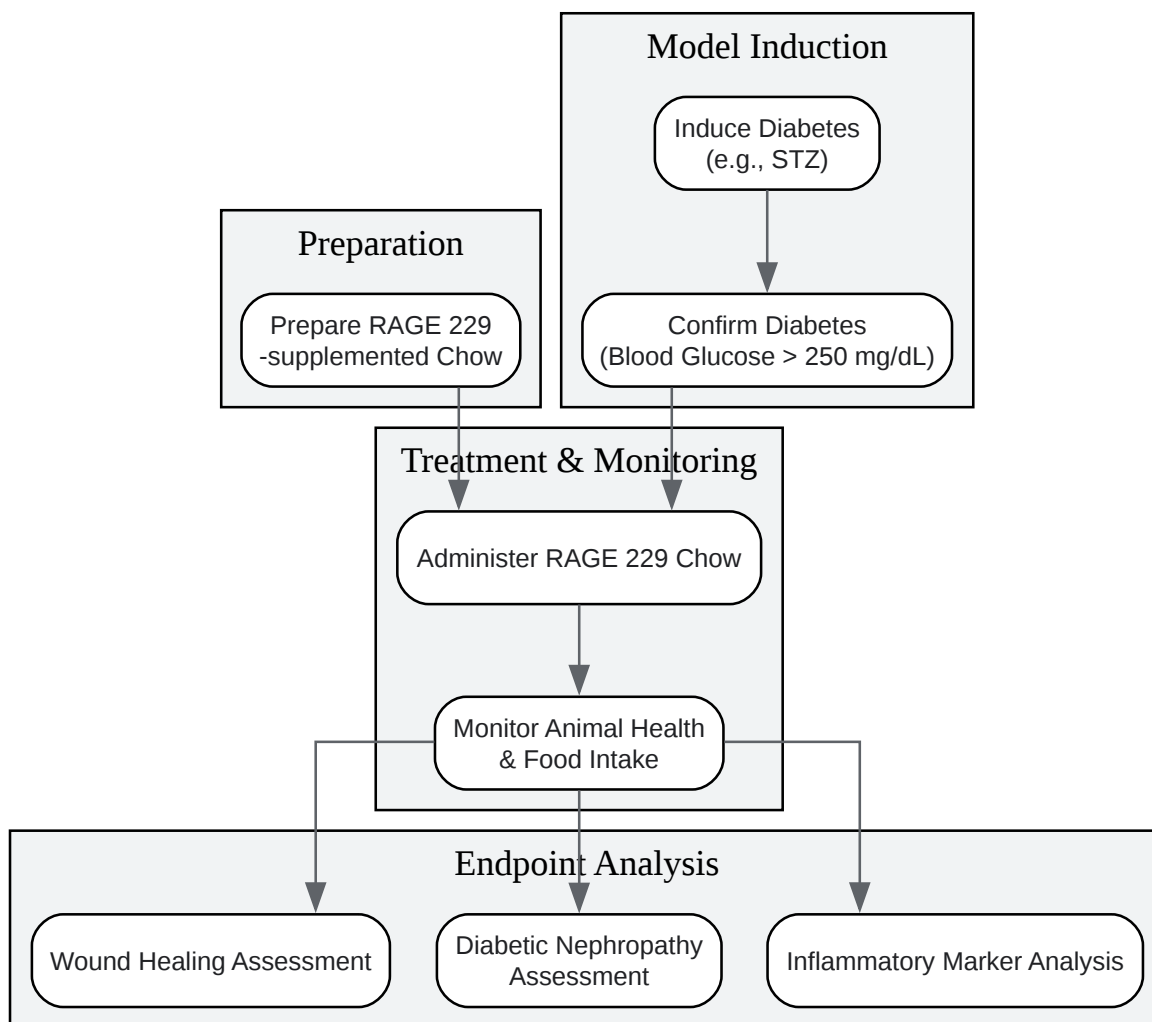 Model Induction
Induce Diabetes
(e.g., STZ)
Preparation
Prepare RAGE 229
-supplemented Chow
Confirm Diabetes
(Blood Glucose > 250 mg/dL)
Treatment & Monitoring
Administer RAGE 229 Chow
Monitor Animal Health
& Food Intake
Endpoint Analysis
Wound Healing Assessment
Diabetic Nephropathy
Assessment
Inflammatory Marker Analysis